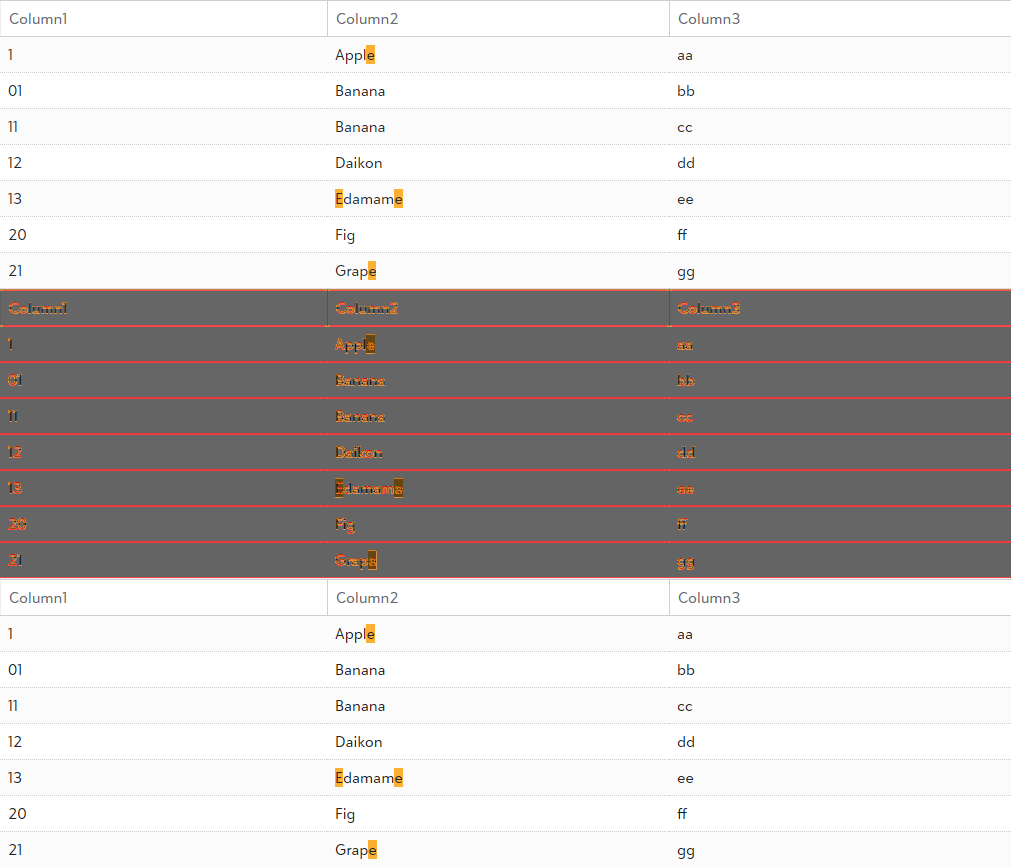 Column1 Column2 Column3
1 Apple aa
01 Banana bb
11 Banana cc
12 Daikon dd
13 Edamame ee
20 Fig ff
21 Grape gg
Column1 Column2 Column3
1 Apple aa
01 Banana bb
11 Banana cc
12 Daikon dd
13 Edamame ee
20 Fig ff
21 Grape gg
Column1 Column2 Column3
1 Apple aa
01 Banana bb
11 Banana cc
12 Daikon dd
13 Edamame ee
20 Fig ff
21 Grape gg